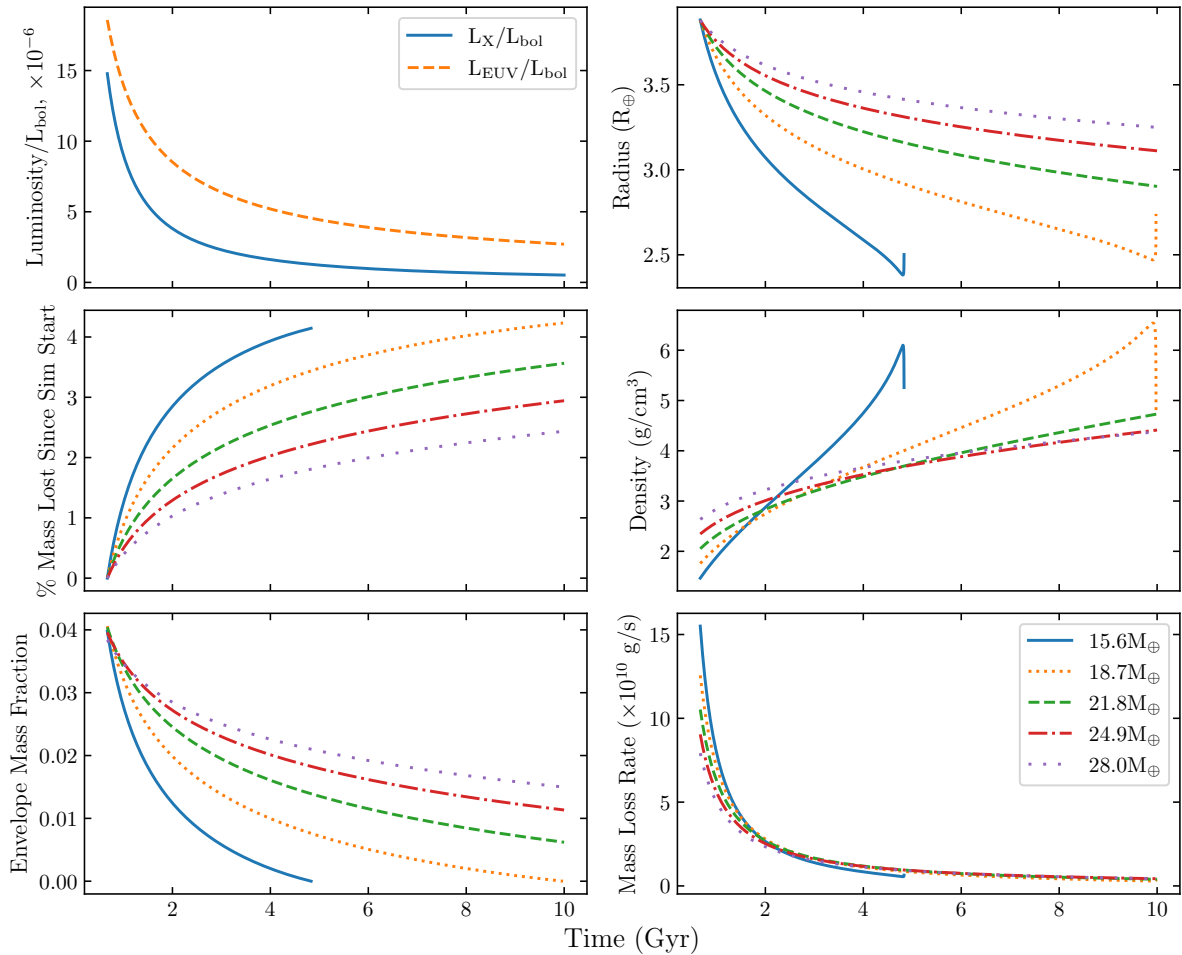 Luminosity/L_bol, ×10⁻⁶
15
10
5
0
L_X/L_bol
L_EUV/L_bol
Radius (R_⊕)
3.5
3.0
2.5
% Mass Lost Since Sim Start
4
3
2
1
0
Density (g/cm³)
6
5
4
3
2
Envelope Mass Fraction
0.04
0.03
0.02
0.01
0.00
2 4 6 8 10
Mass Loss Rate (×10¹⁰ g/s)
15
10
5
0
15.6M_⊕
18.7M_⊕
21.8M_⊕
24.9M_⊕
28.0M_⊕
2 4 6 8 10
Time (Gyr)